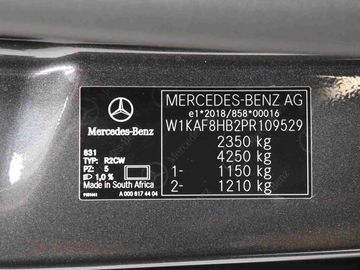 MERCEDES-BENZ AG
e1*2018/858*00016
W1KAF8HB2PR109529
2350 kg
4250 kg
1- 1150 kg
2- 1210 kg
Mercedes-Benz
831
TYP: R2CW
PZ: 5
1,0 %
Made in South Africa
A 000 817 44 04